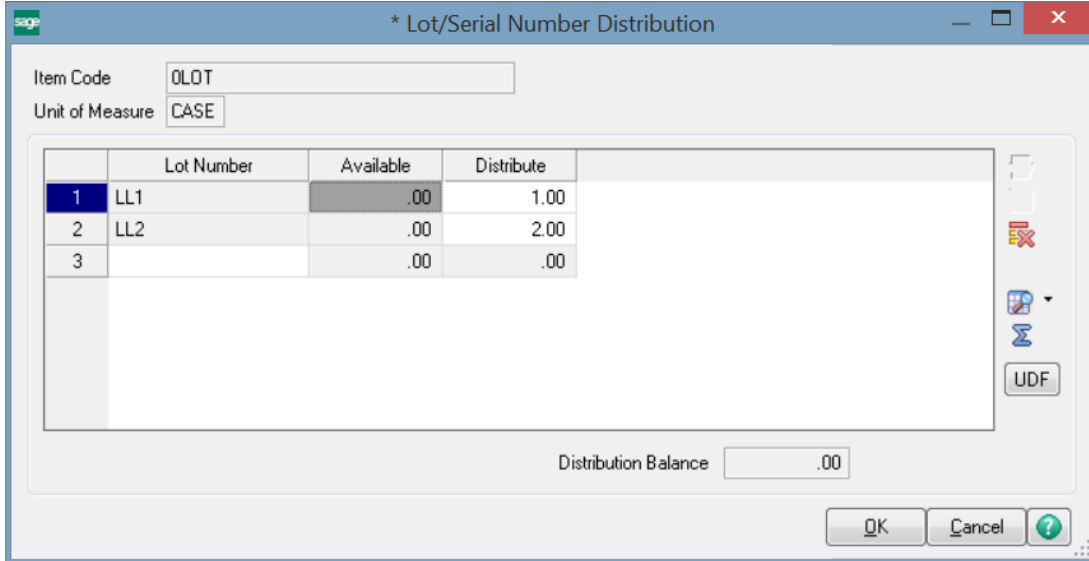 sage
* Lot/Serial Number Distribution
Item Code 0LOT
Unit of Measure CASE
Lot Number Available Distribute
1 LL1 .00 1.00
2 LL2 .00 2.00
3 .00 .00
UDF
Distribution Balance .00
OK Cancel ?